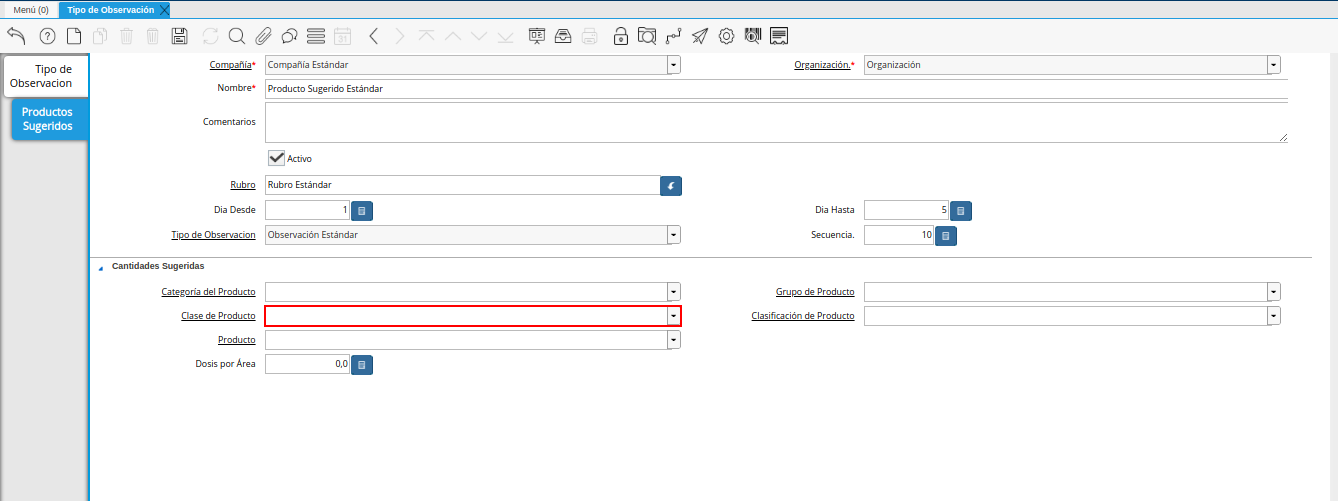 Menú (0) Tipo de Observación
Tipo de
Observacion
Productos
Sugeridos
Compañía* Compañía Estándar Organización.* Organización
Nombre* Producto Sugerido Estándar
Comentarios
Activo
Rubro Rubro Estándar
Dia Desde 1 Dia Hasta 5
Tipo de Observacion Observación Estándar Secuencia. 10
Cantidades Sugeridas
Categoría del Producto Grupo de Producto
Clase de Producto Clasificación de Producto
Producto
Dosis por Área 0,0